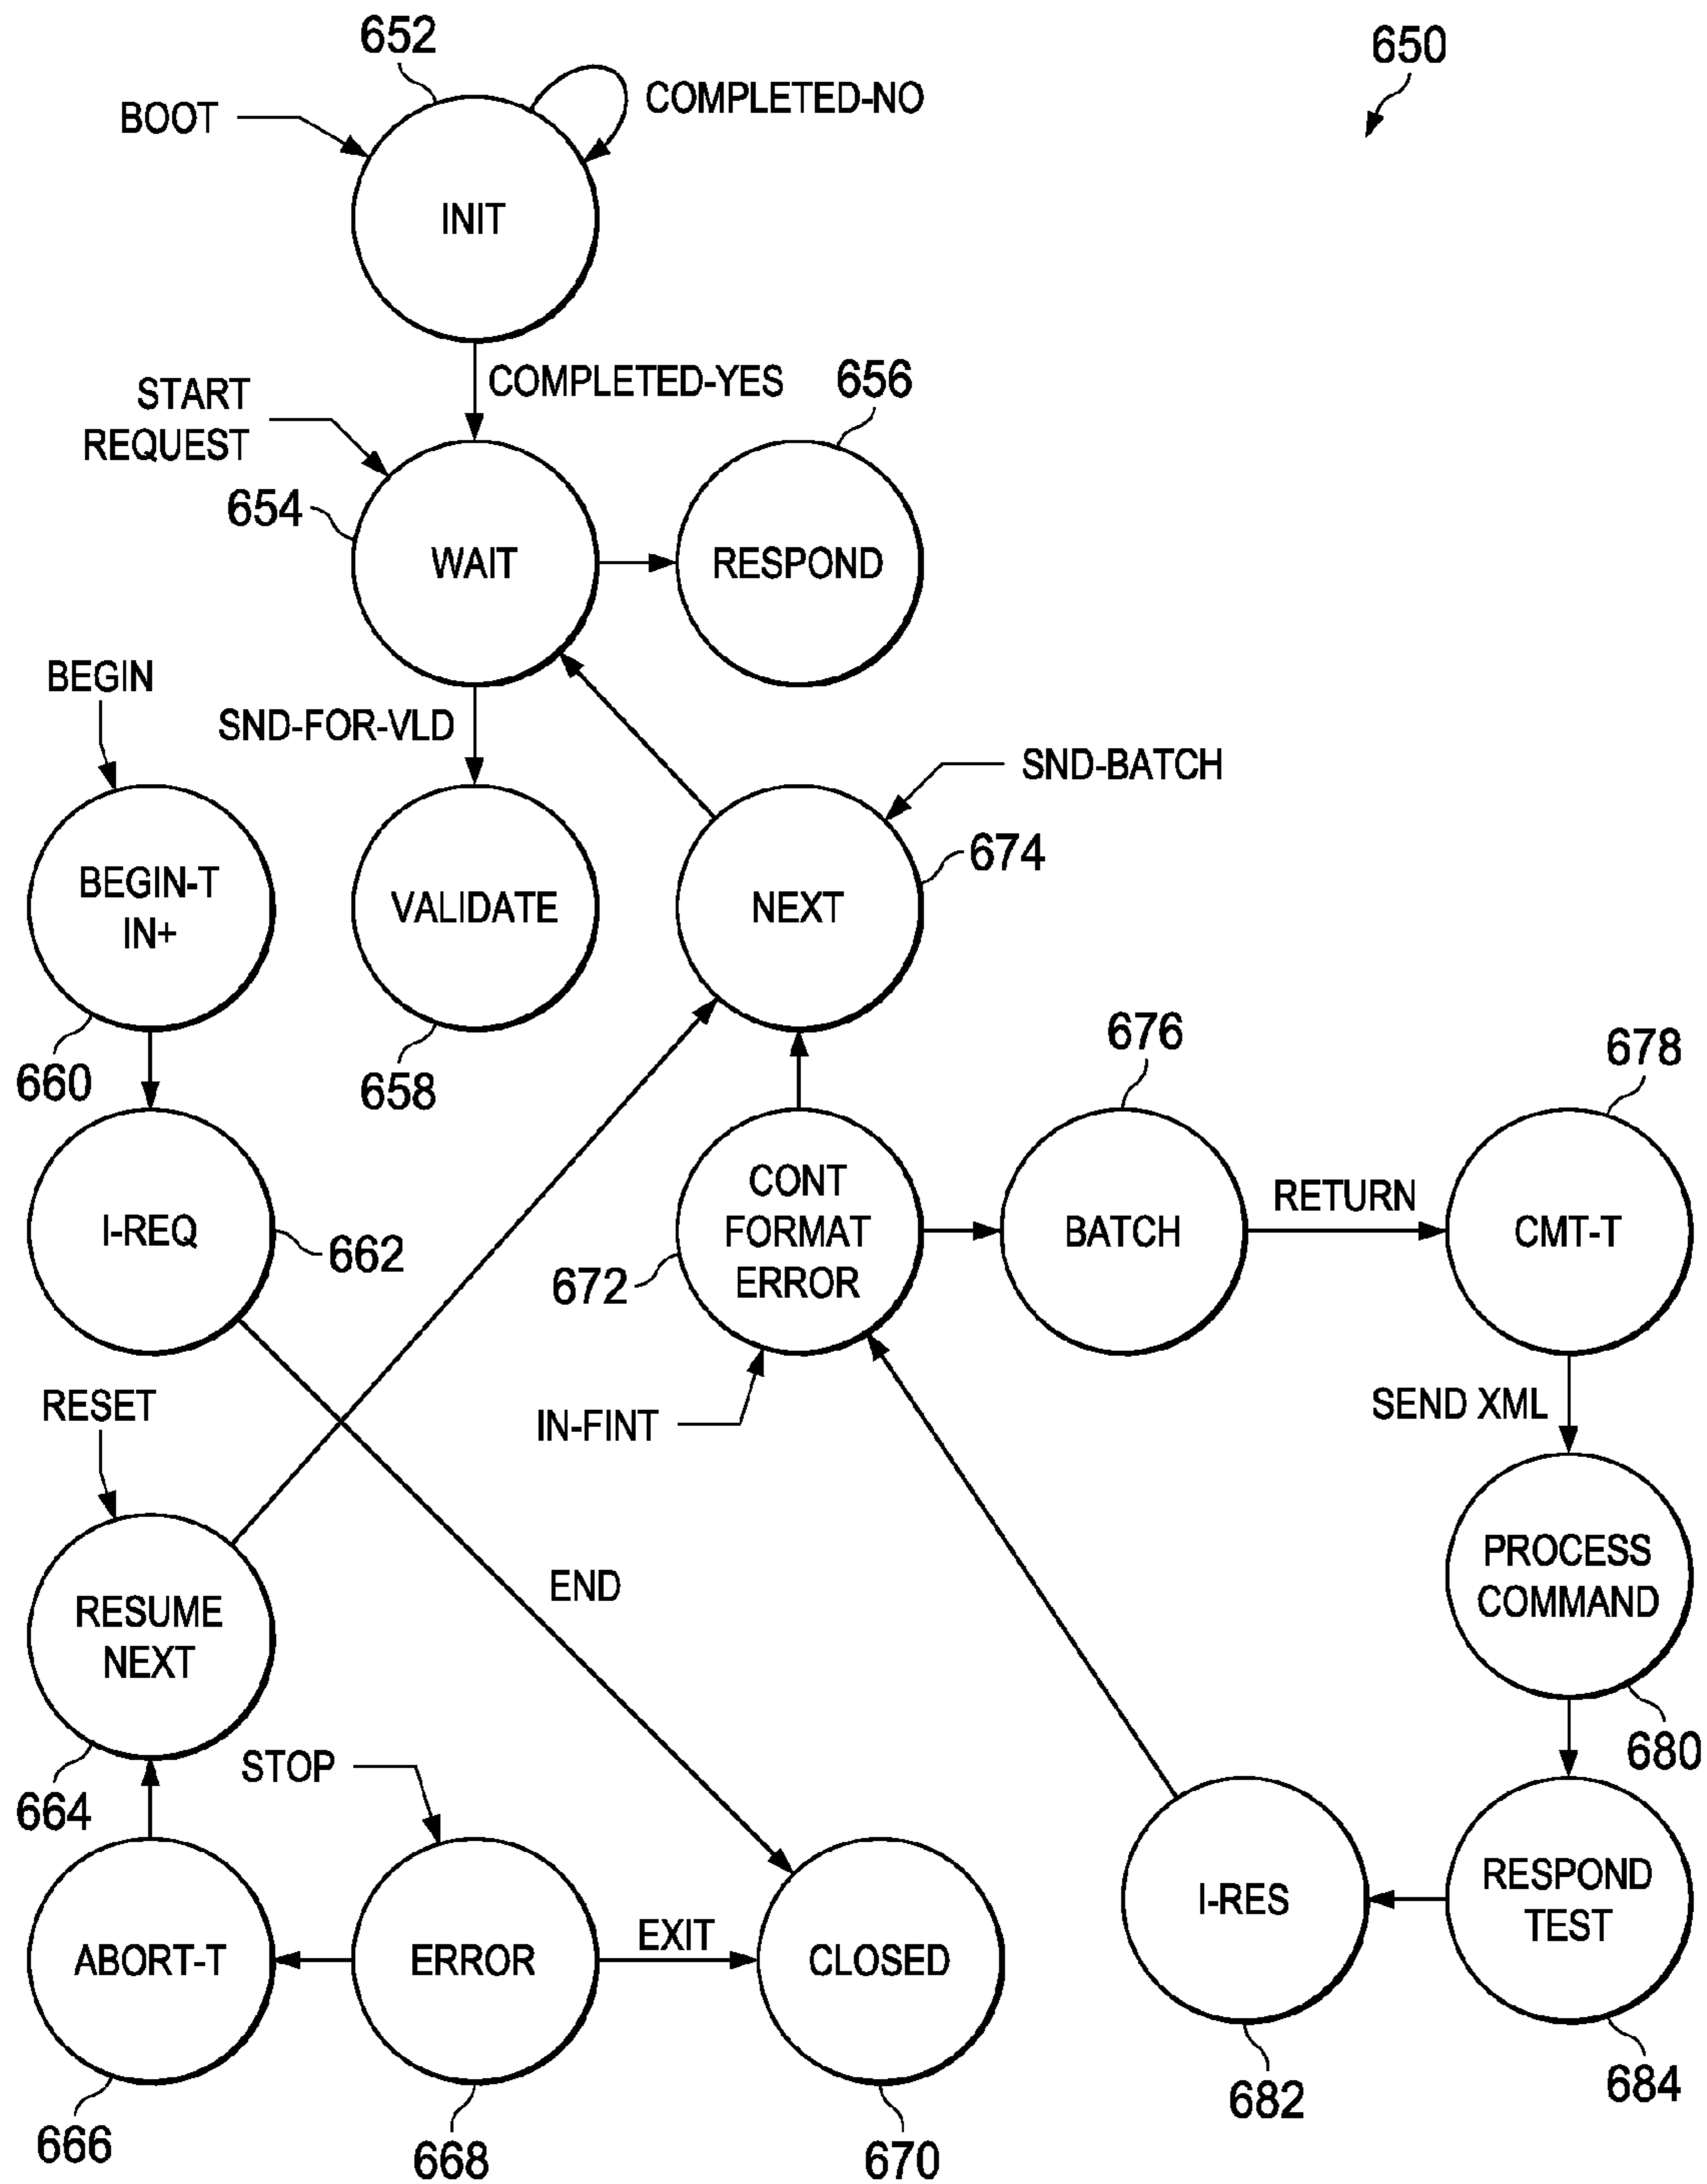 652
650
BOOT
COMPLETED-NO
INIT
COMPLETED-YES
656
START
REQUEST
654
WAIT
RESPOND
BEGIN
SND-FOR-VLD
SND-BATCH
674
BEGIN-T
IN+
VALIDATE
NEXT
660
658
676
678
I-REQ
662
CONT
FORMAT
ERROR
672
BATCH
RETURN
CMT-T
RESET
IN-FINT
SEND XML
RESUME
NEXT
END
PROCESS
COMMAND
664
STOP
680
ABORT-T
ERROR
EXIT
CLOSED
I-RES
RESPOND
TEST
666
668
670
682
684